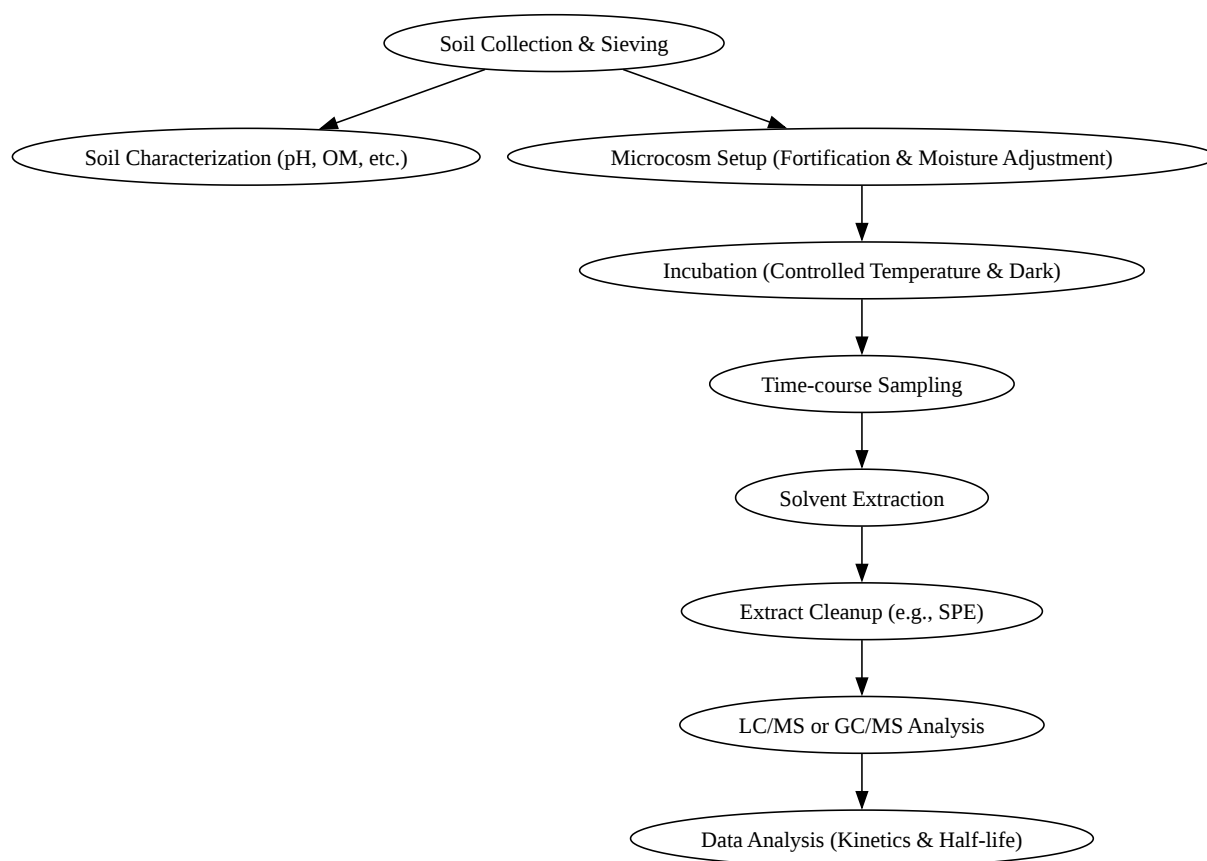 Soil Collection & Sieving
Soil Characterization (pH, OM, etc.)
Microcosm Setup (Fortification & Moisture Adjustment)
Incubation (Controlled Temperature & Dark)
Time-course Sampling
Solvent Extraction
Extract Cleanup (e.g., SPE)
LC/MS or GC/MS Analysis
Data Analysis (Kinetics & Half-life)